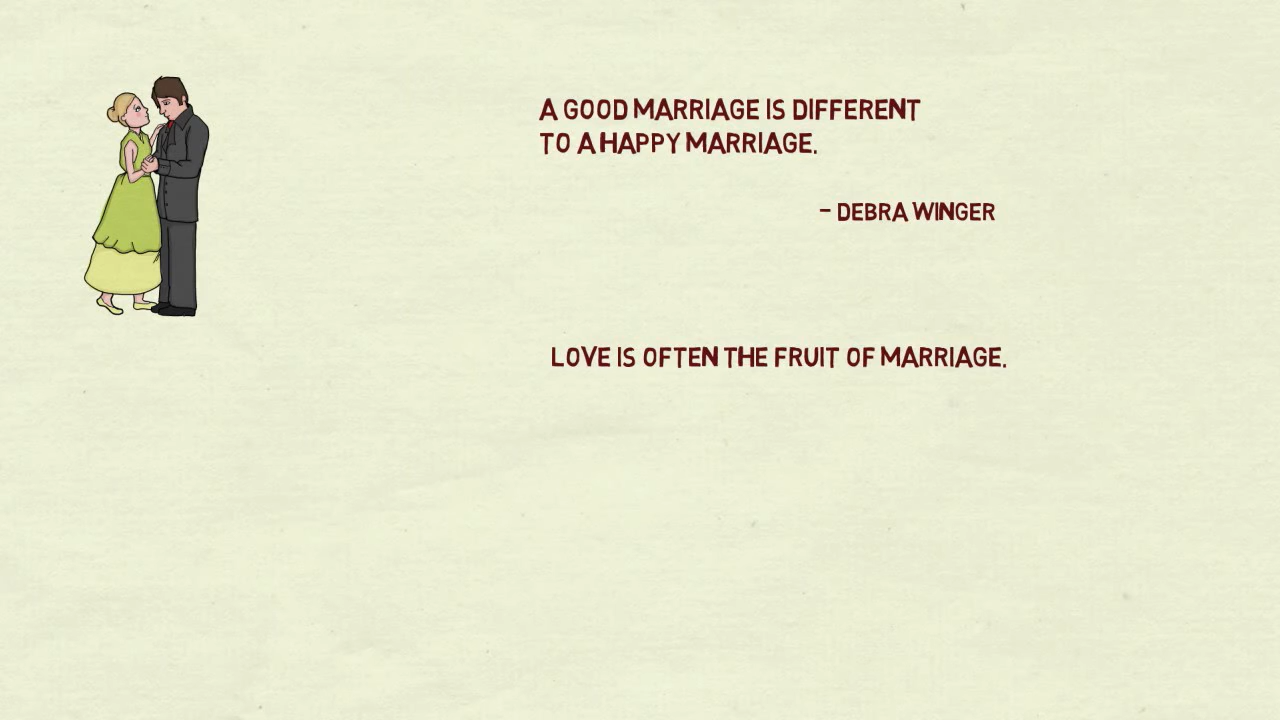 A GOOD MARRIAGE IS DIFFERENT
TO A HAPPY MARRIAGE.
- DEBRA WINGER
LOVE IS OFTEN THE FRUIT OF MARRIAGE.